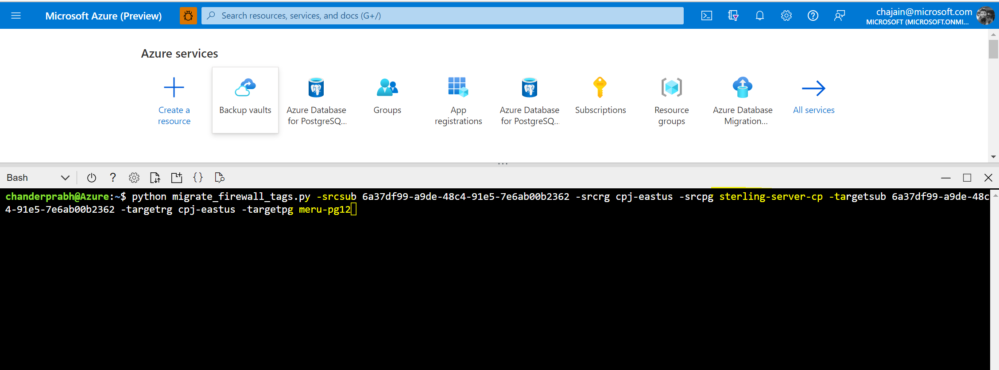 Microsoft Azure (Preview)
Search resources, services, and docs (G+/)
chajain@microsoft.com
MICROSOFT (MICROSOFT.ONMI...
Azure services
Create a
resource
Backup vaults
Azure Database
for PostgreSQ...
Groups
App
registrations
Azure Database
for PostgreSQ...
Subscriptions
Resource
groups
Azure Database
Migration...
All services
Bash
chanderprabh@Azure:~$ python migrate_firewall_tags.py -srcsub 6a37df99-a9de-48c4-91e5-7e6ab00b2362 -srcrg cpj-eastus -srcpg sterling-server-cp -targetsub 6a37df99-a9de-48c
4-91e5-7e6ab00b2362 -targetrg cpj-eastus -targetpg meru-pg12